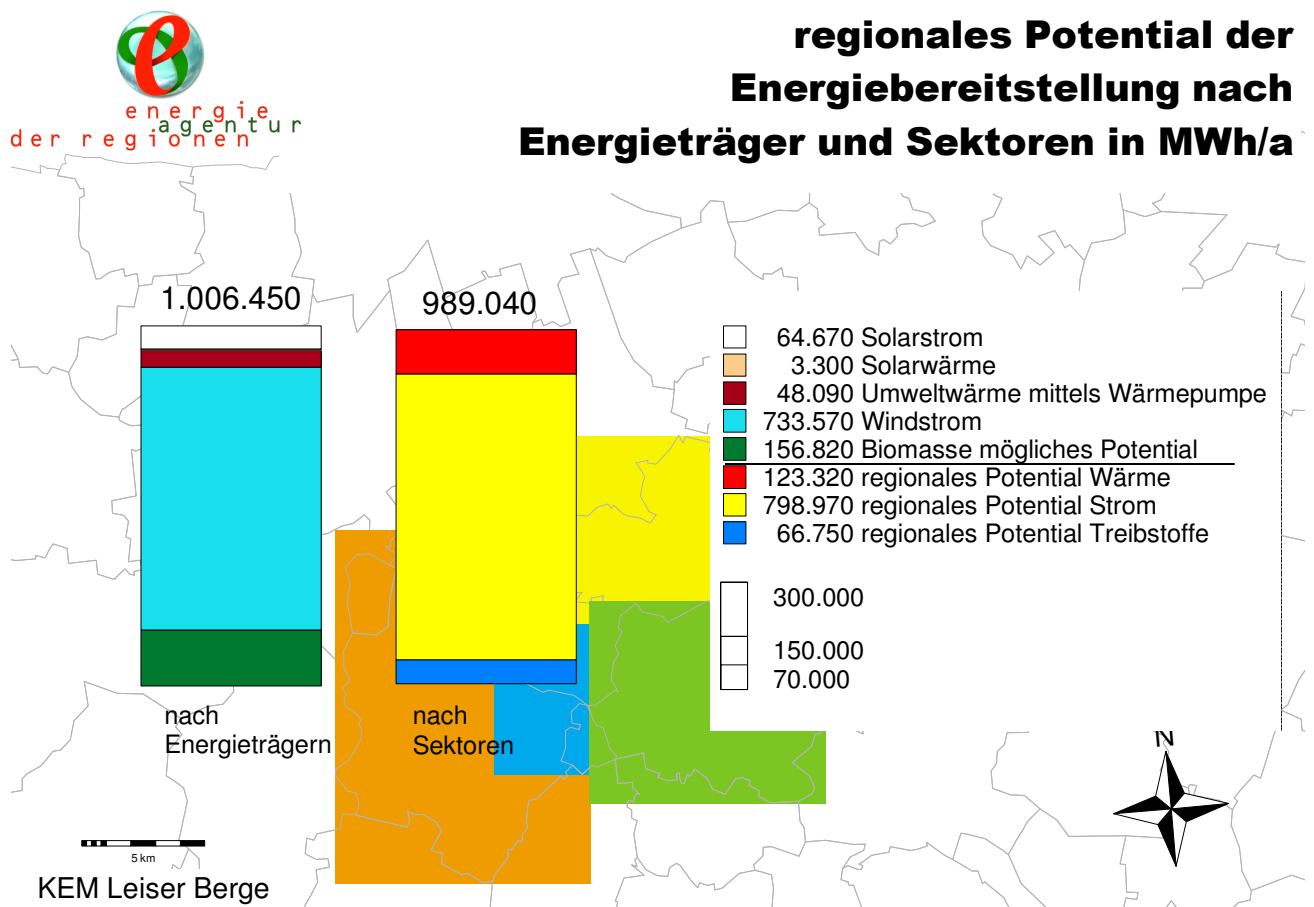 energie
agentur
der regionen
regionales Potential der
Energiebereitstellung nach
Energieträger und Sektoren in MWh/a
1.006.450
989.040
64.670 Solarstrom
3.300 Solarwärme
48.090 Umweltwärme mittels Wärmepumpe
733.570 Windstrom
156.820 Biomasse mögliches Potential
123.320 regionales Potential Wärme
798.970 regionales Potential Strom
66.750 regionales Potential Treibstoffe
300.000
150.000
70.000
nach
Energieträgern
nach
Sektoren
N
5 km
KEM Leiser Berge